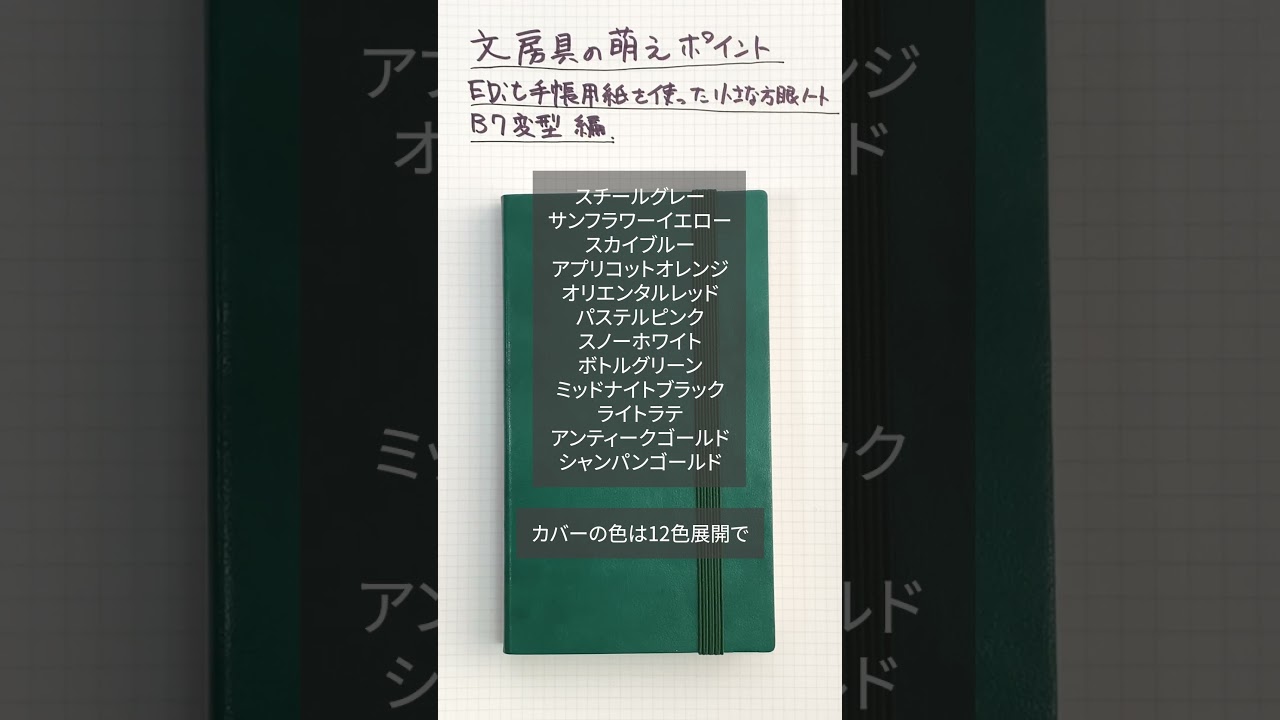 文房具の萌えポイント
EDit手帳用紙を使った小さな方眼ノート
B7変型 編.
スチールグレー
サンフラワーイエロー
スカイブルー
アプリコットオレンジ
オリエンタルレッド
パステルピンク
スノーホワイト
ボトルグリーン
ミッドナイトブラック
ライトラテ
アンティークゴールド
シャンパンゴールド
カバーの色は12色展開で